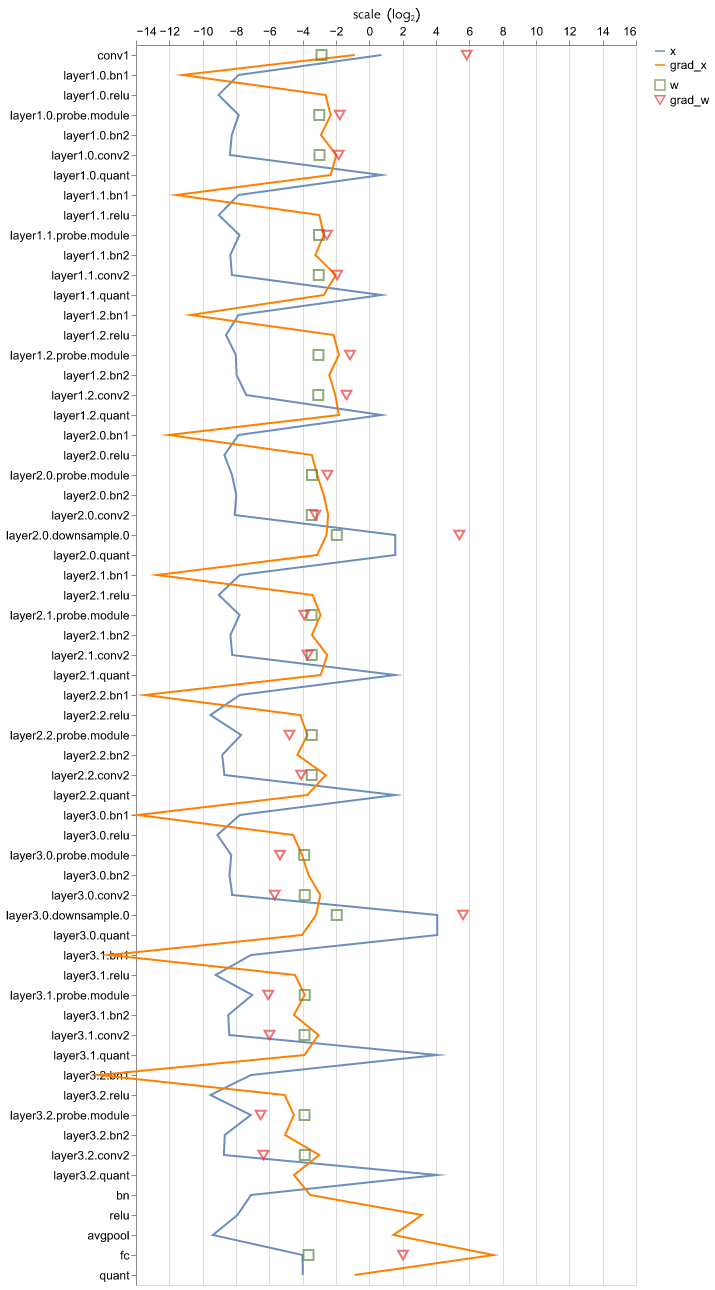 scale (log₂)
−14 −12 −10 −8 −6 −4 −2 0 2 4 6 8 10 12 14 16
conv1
layer1.0.bn1
layer1.0.relu
layer1.0.probe.module
layer1.0.bn2
layer1.0.conv2
layer1.0.quant
layer1.1.bn1
layer1.1.relu
layer1.1.probe.module
layer1.1.bn2
layer1.1.conv2
layer1.1.quant
layer1.2.bn1
layer1.2.relu
layer1.2.probe.module
layer1.2.bn2
layer1.2.conv2
layer1.2.quant
layer2.0.bn1
layer2.0.relu
layer2.0.probe.module
layer2.0.bn2
layer2.0.conv2
layer2.0.downsample.0
layer2.0.quant
layer2.1.bn1
layer2.1.relu
layer2.1.probe.module
layer2.1.bn2
layer2.1.conv2
layer2.1.quant
layer2.2.bn1
layer2.2.relu
layer2.2.probe.module
layer2.2.bn2
layer2.2.conv2
layer2.2.quant
layer3.0.bn1
layer3.0.relu
layer3.0.probe.module
layer3.0.bn2
layer3.0.conv2
layer3.0.downsample.0
layer3.0.quant
layer3.1.bn1
layer3.1.relu
layer3.1.probe.module
layer3.1.bn2
layer3.1.conv2
layer3.1.quant
layer3.2.bn1
layer3.2.relu
layer3.2.probe.module
layer3.2.bn2
layer3.2.conv2
layer3.2.quant
bn
relu
avgpool
fc
quant
x
grad_x
w
grad_w